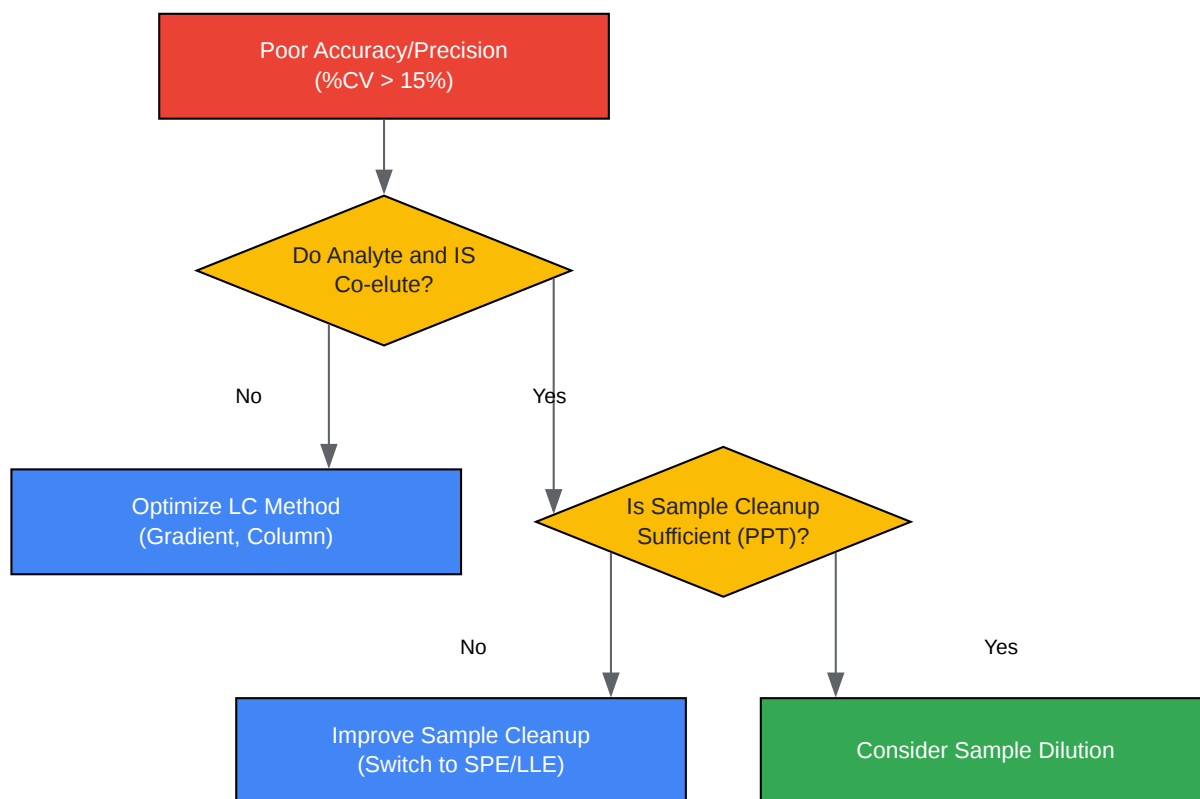 Poor Accuracy/Precision
(%CV > 15%)
Do Analyte and IS
Co-elute?
No
Yes
Optimize LC Method
(Gradient, Column)
Is Sample Cleanup
Sufficient (PPT)?
No
Yes
Improve Sample Cleanup
(Switch to SPE/LLE)
Consider Sample Dilution